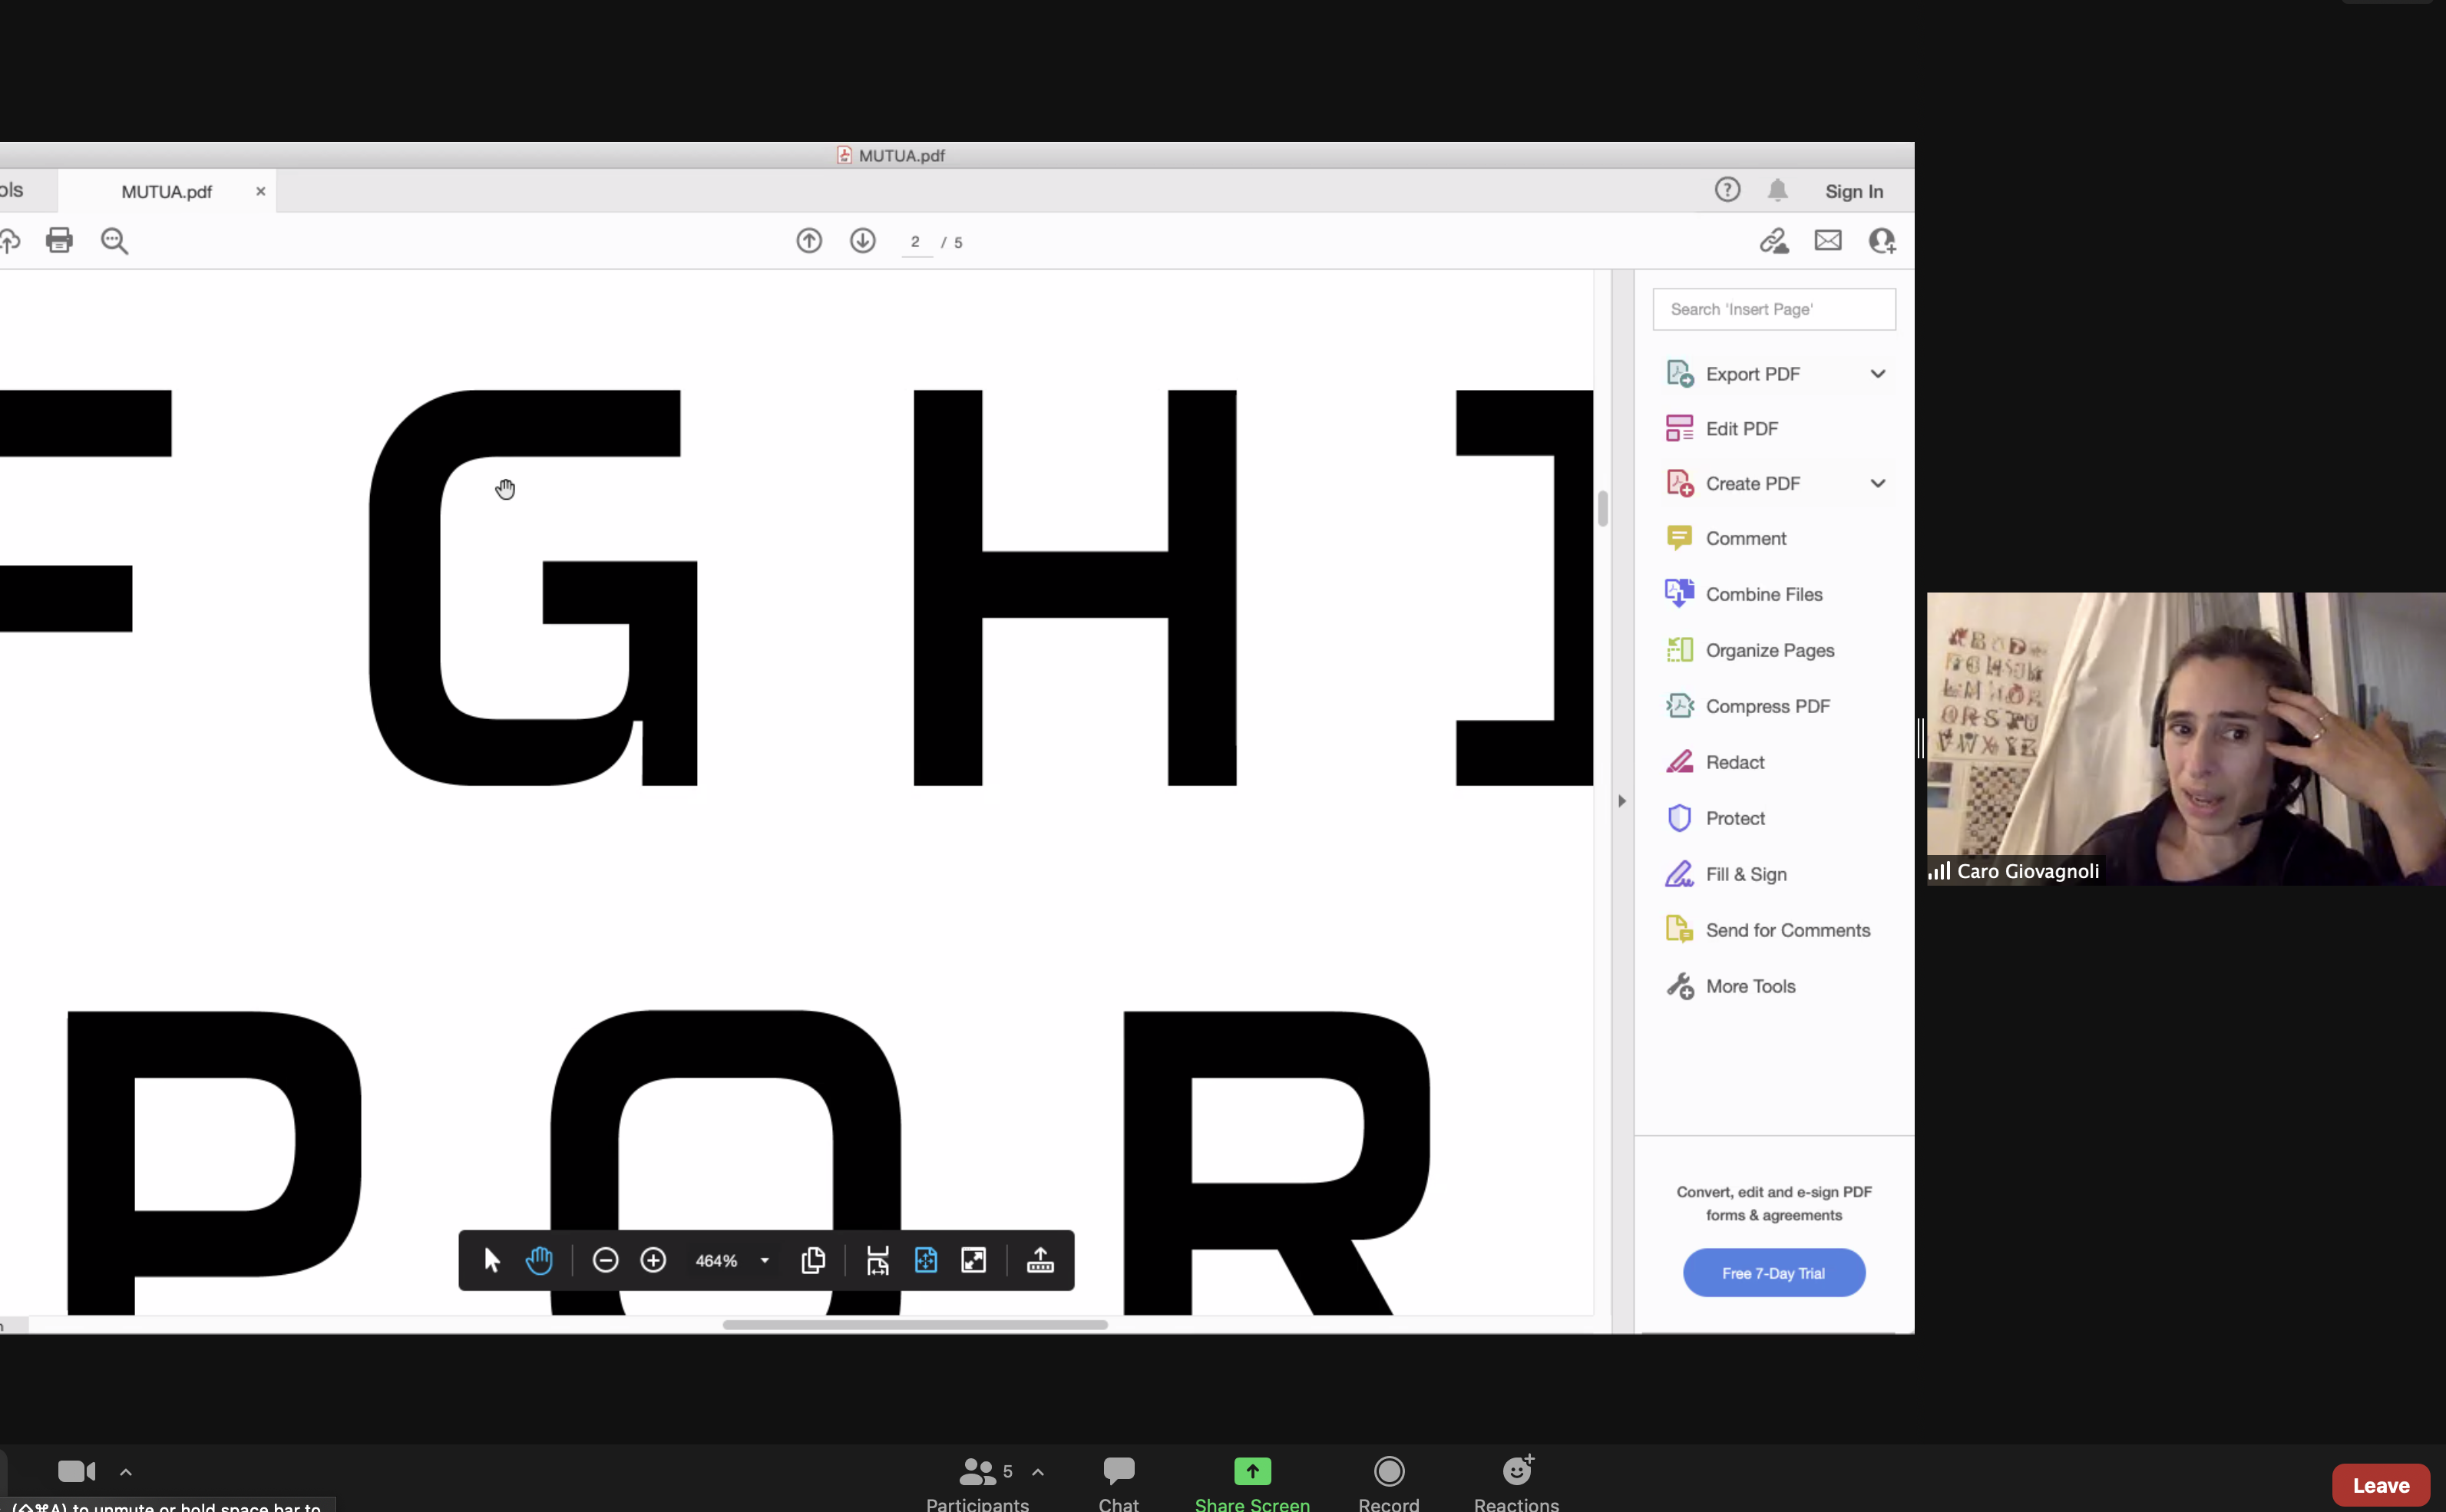 MUTUA.pdf
ols
MUTUA.pdf
Sign In
2 / 5
Search 'Insert Page'
F G H I
Export PDF
Edit PDF
Create PDF
Comment
Combine Files
Organize Pages
Compress PDF
Redact
Protect
Fill & Sign
Send for Comments
More Tools
P Q R
464%
Convert, edit and e-sign PDF
forms & agreements
Free 7-Day Trial
Caro Giovagnoli
5
Participants
Chat
Share Screen
Record
Reactions
Leave
(⇧⌘A) to unmute or hold space bar to